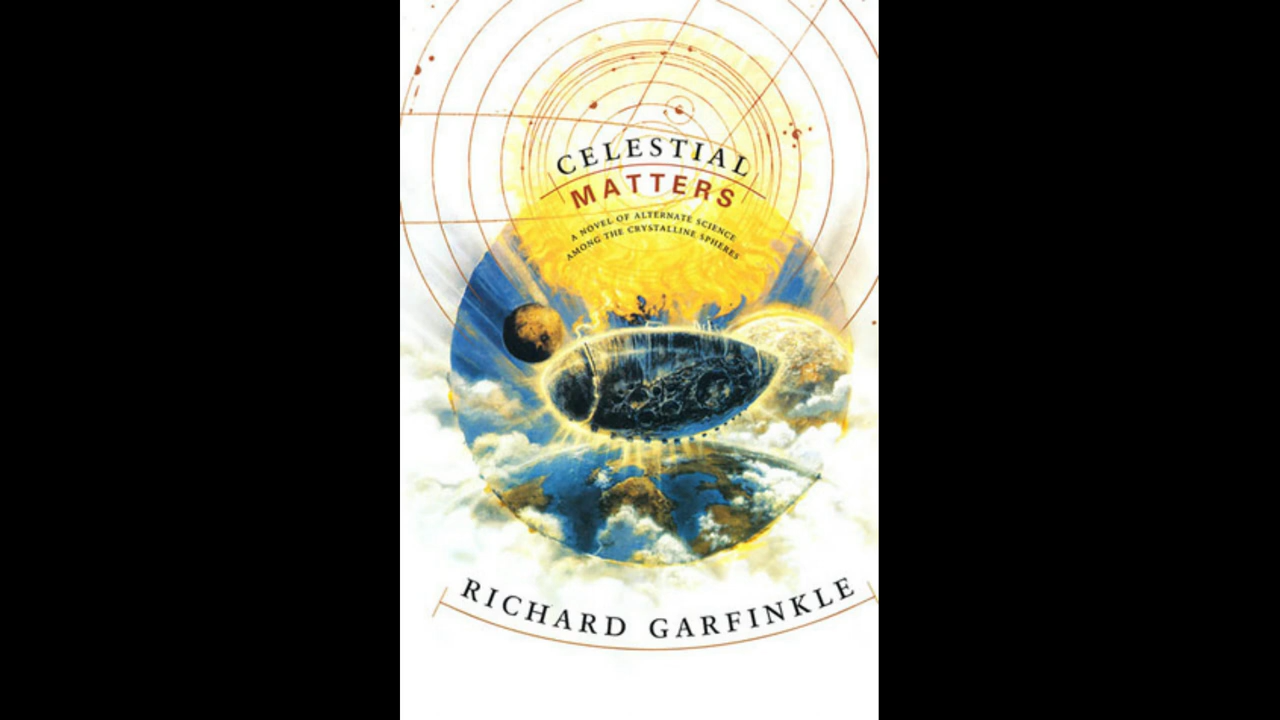 CELESTIAL
MATTERS
A NOVEL OF ALTERNATE SCIENCE
AMONG THE CRYSTALLINE SPHERES
RICHARD GARFINKLE